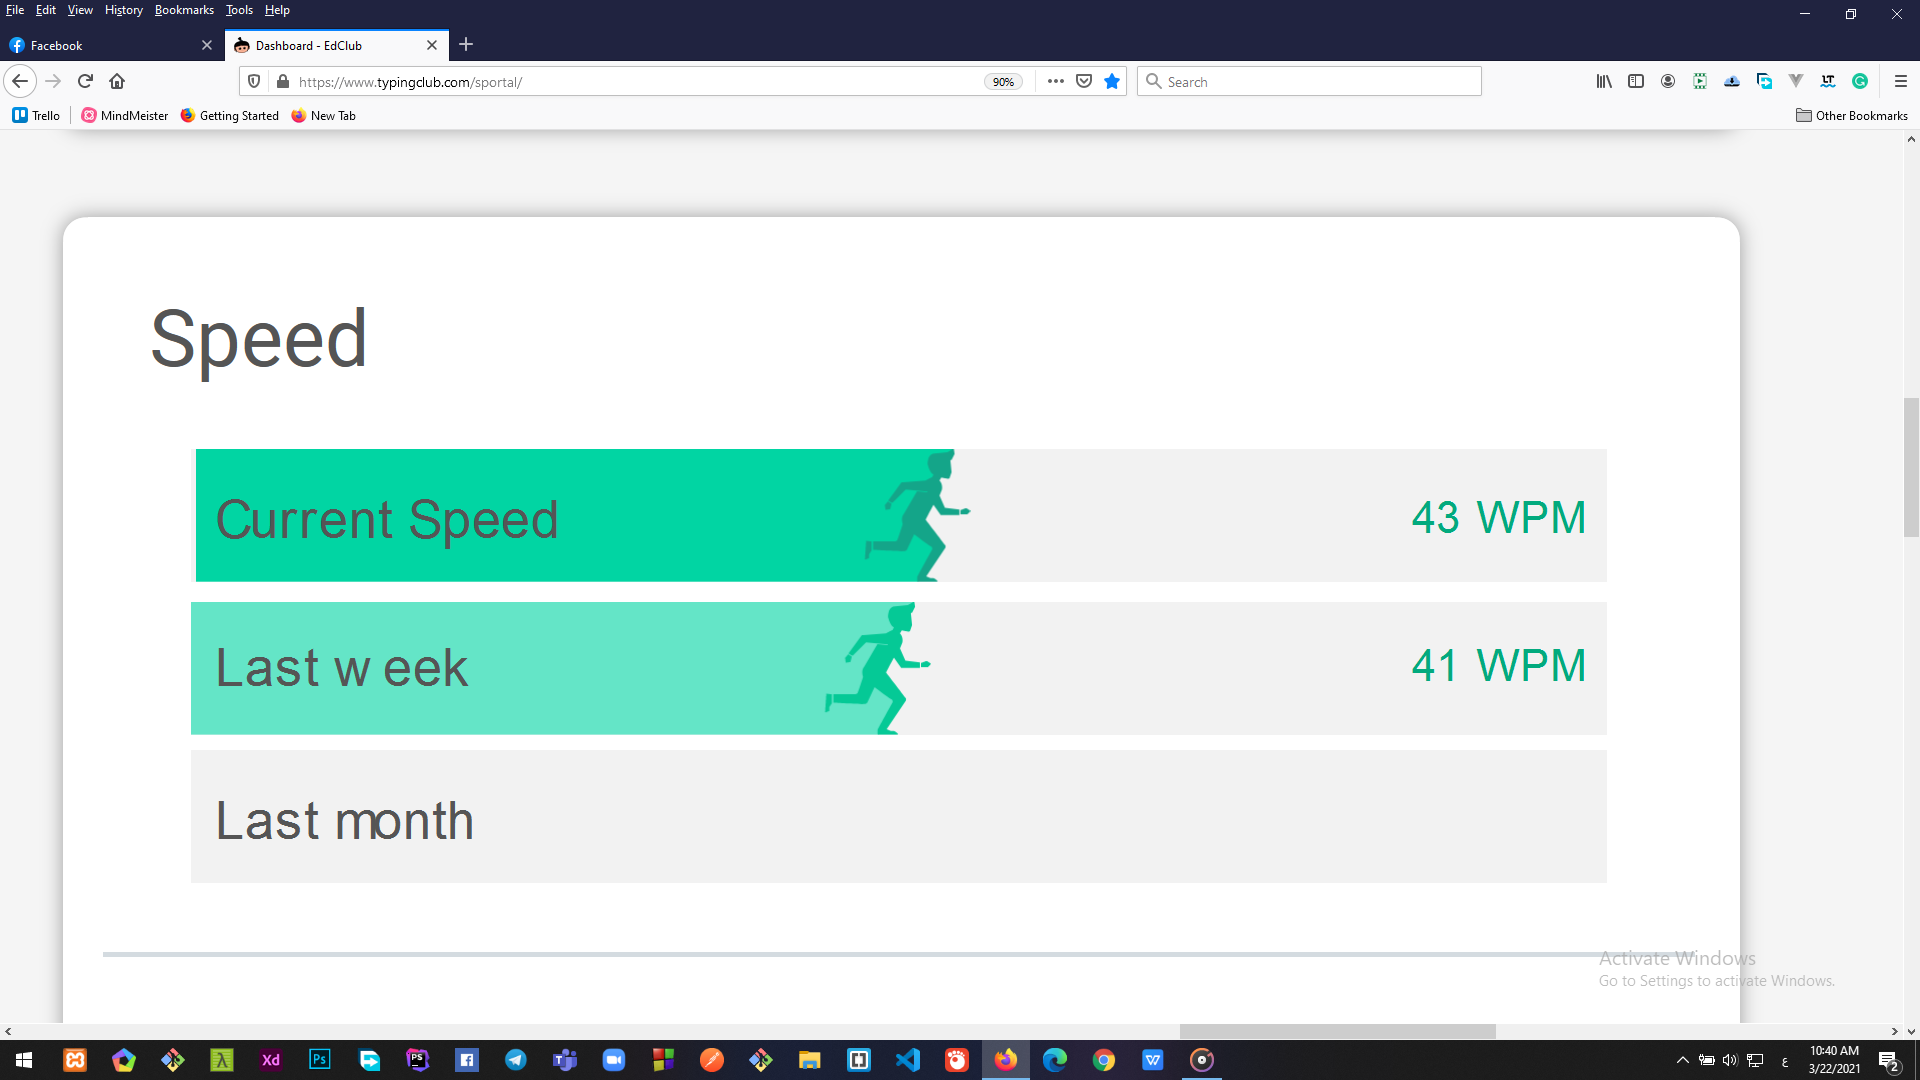 File Edit View History Bookmarks Tools Help
Facebook
Dashboard - EdClub
https://www.typingclub.com/sportal/
90%
Search
Trello
MindMeister
Getting Started
New Tab
Other Bookmarks
Speed
Current Speed
43 WPM
Last week
41 WPM
Last month
Activate Windows
Go to Settings to activate Windows.
Xd
Ps
PS
ع
10:40 AM
3/22/2021
2